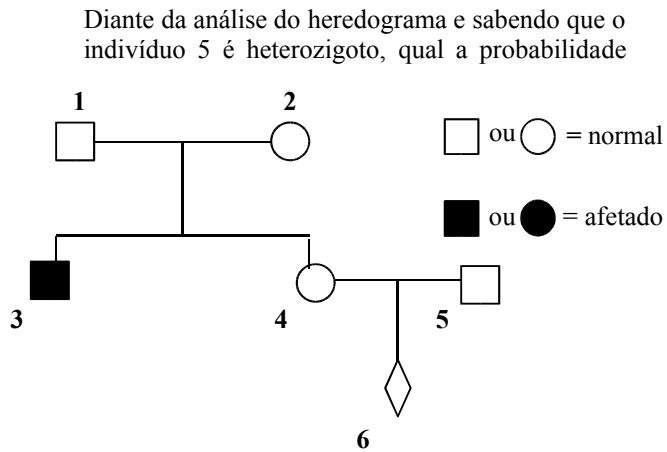 Diante da análise do heredograma e sabendo que o
indivíduo 5 é heterozigoto, qual a probabilidade
1
2
ou = normal
ou = afetado
3
4
5
6